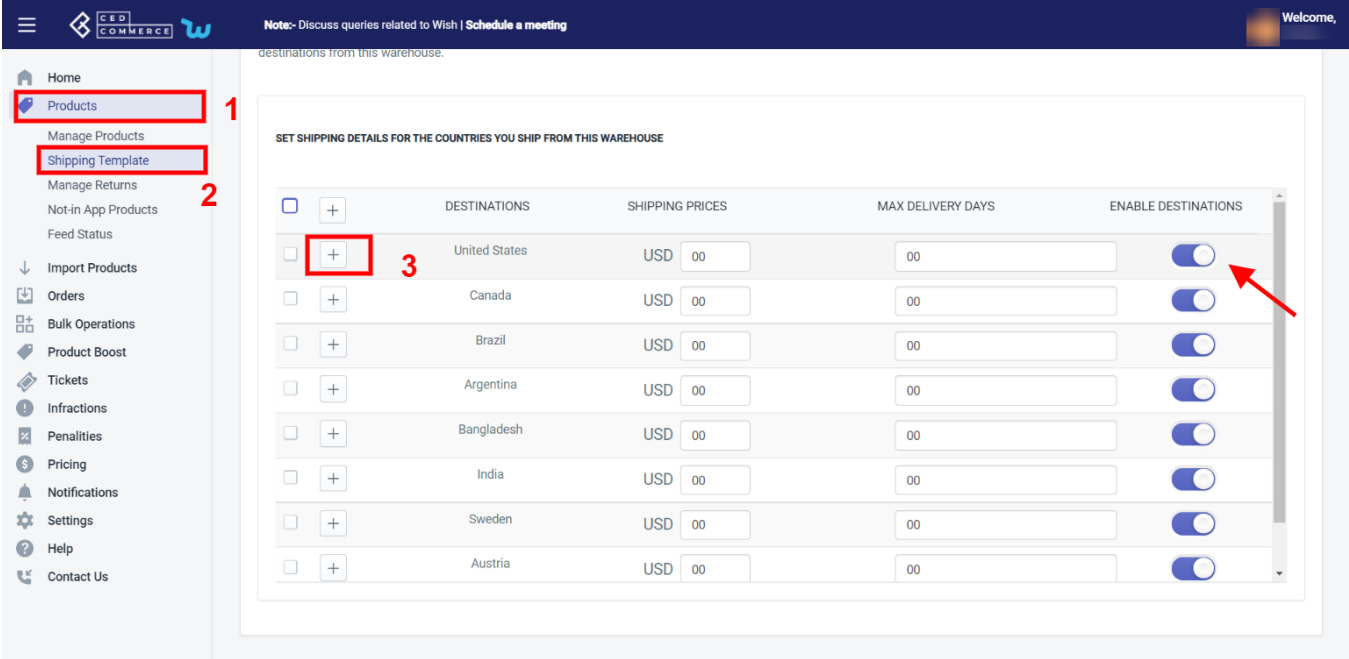 CED
COMMERCE
Note:- Discuss queries related to Wish | Schedule a meeting
Welcome,
destinations from this warehouse.
Home
Products
1
Manage Products
Shipping Template
2
Manage Returns
Not-in App Products
Feed Status
Import Products
Orders
Bulk Operations
Product Boost
Tickets
Infractions
Penalities
Pricing
Notifications
Settings
Help
Contact Us
SET SHIPPING DETAILS FOR THE COUNTRIES YOU SHIP FROM THIS WAREHOUSE
+ DESTINATIONS SHIPPING PRICES MAX DELIVERY DAYS ENABLE DESTINATIONS
+ 3 United States USD 00 00
+ Canada USD 00 00
+ Brazil USD 00 00
+ Argentina USD 00 00
+ Bangladesh USD 00 00
+ India USD 00 00
+ Sweden USD 00 00
+ Austria USD 00 00